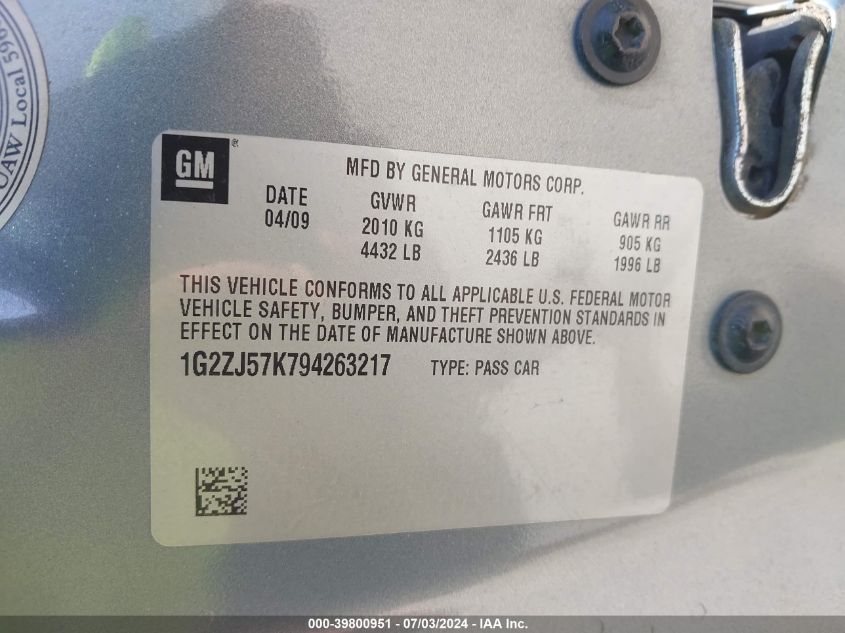 UAW Local 596
GM
®
MFD BY GENERAL MOTORS CORP.
DATE GVWR GAWR FRT GAWR RR
04/09 2010 KG 1105 KG 905 KG
4432 LB 2436 LB 1996 LB
THIS VEHICLE CONFORMS TO ALL APPLICABLE U.S. FEDERAL MOTOR
VEHICLE SAFETY, BUMPER, AND THEFT PREVENTION STANDARDS IN
EFFECT ON THE DATE OF MANUFACTURE SHOWN ABOVE.
1G2ZJ57K794263217 TYPE: PASS CAR
000-39800951 - 07/03/2024 - IAA Inc.